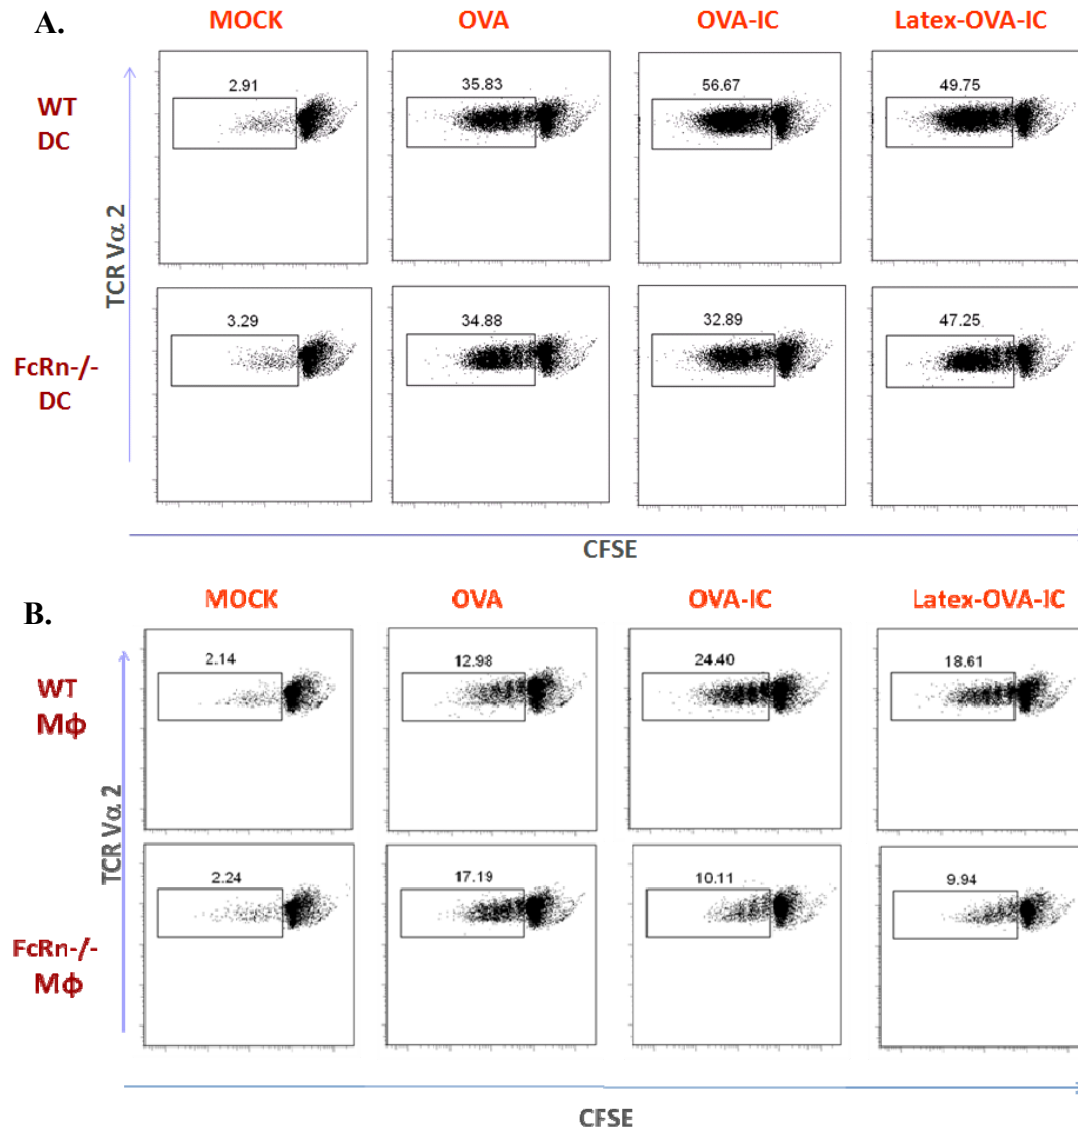 A.
MOCK OVA OVA-IC Latex-OVA-IC
WT
DC
2.91 35.83 56.67 49.75
TCR Vα 2
FcRn-/-
DC
3.29 34.88 32.89 47.25
CFSE
B.
MOCK OVA OVA-IC Latex-OVA-IC
WT
Mϕ
2.14 12.98 24.40 18.61
TCR Vα 2
FcRn-/-
Mϕ
2.24 17.19 10.11 9.94
CFSE